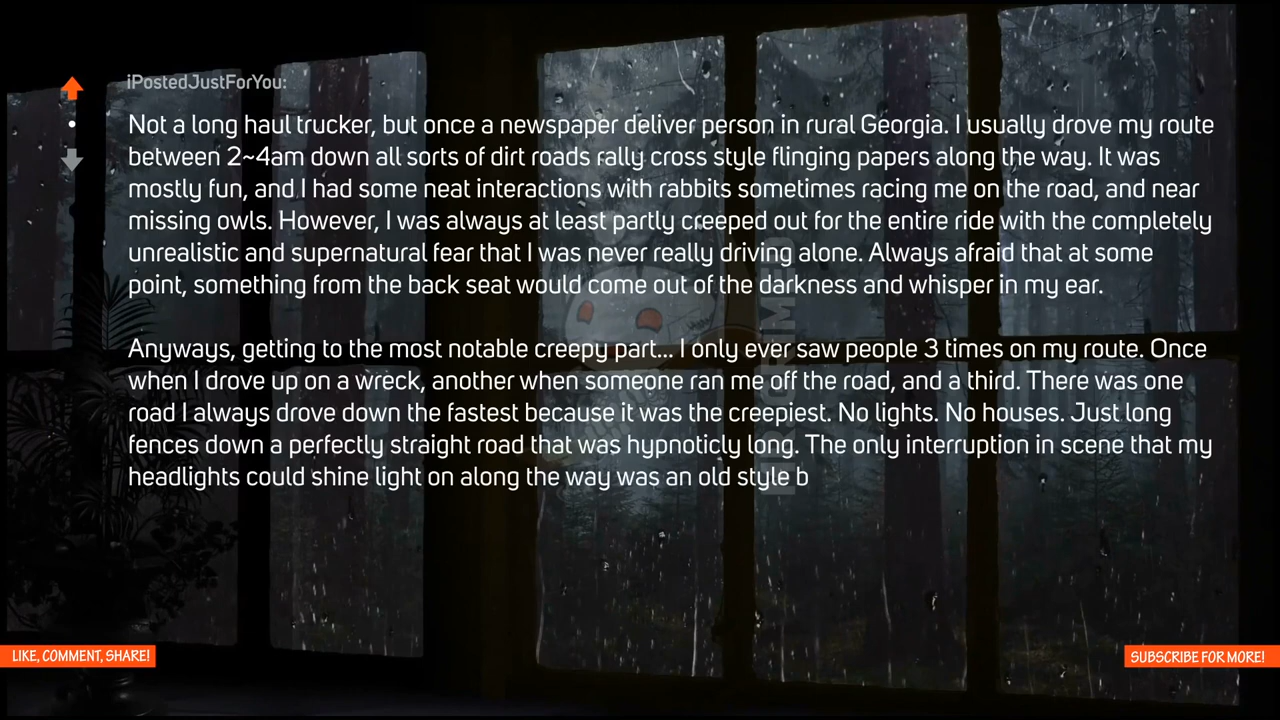 iPostedJustForYou:
Not a long haul trucker, but once a newspaper deliver person in rural Georgia. I usually drove my route
between 2~4am down all sorts of dirt roads rally cross style flinging papers along the way. It was
mostly fun, and I had some neat interactions with rabbits sometimes racing me on the road, and near
missing owls. However, I was always at least partly creeped out for the entire ride with the completely
unrealistic and supernatural fear that I was never really driving alone. Always afraid that at some
point, something from the back seat would come out of the darkness and whisper in my ear.
Anyways, getting to the most notable creepy part... I only ever saw people 3 times on my route. Once
when I drove up on a wreck, another when someone ran me off the road, and a third. There was one
road I always drove down the fastest because it was the creepiest. No lights. No houses. Just long
fences down a perfectly straight road that was hypnoticly long. The only interruption in scene that my
headlights could shine light on along the way was an old style b
LIKE, COMMENT, SHARE!
SUBSCRIBE FOR MORE!